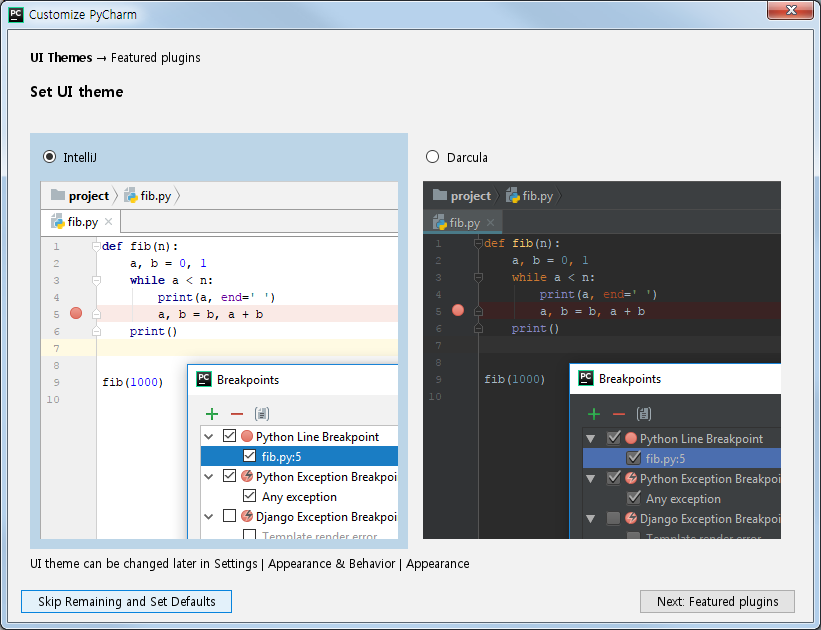 PC Customize PyCharm
UI Themes → Featured plugins
Set UI theme
IntelliJ
project fib.py
fib.py
1 def fib(n):
2 a, b = 0, 1
3 while a < n:
4 print(a, end=' ')
5 a, b = b, a + b
6 print()
7
8
9 fib(1000)
10
PC Breakpoints
Python Line Breakpoint
fib.py:5
Python Exception Breakpoi
Any exception
Django Exception Breakpoi
Template render error
Darcula
project fib.py
fib.py
1 def fib(n):
2 a, b = 0, 1
3 while a < n:
4 print(a, end=' ')
5 a, b = b, a + b
6 print()
7
8
9 fib(1000)
10
PC Breakpoints
Python Line Breakpoint
fib.py:5
Python Exception Breakpoi
Any exception
Django Exception Breakpoi
Template render error
UI theme can be changed later in Settings | Appearance & Behavior | Appearance
Skip Remaining and Set Defaults
Next: Featured plugins